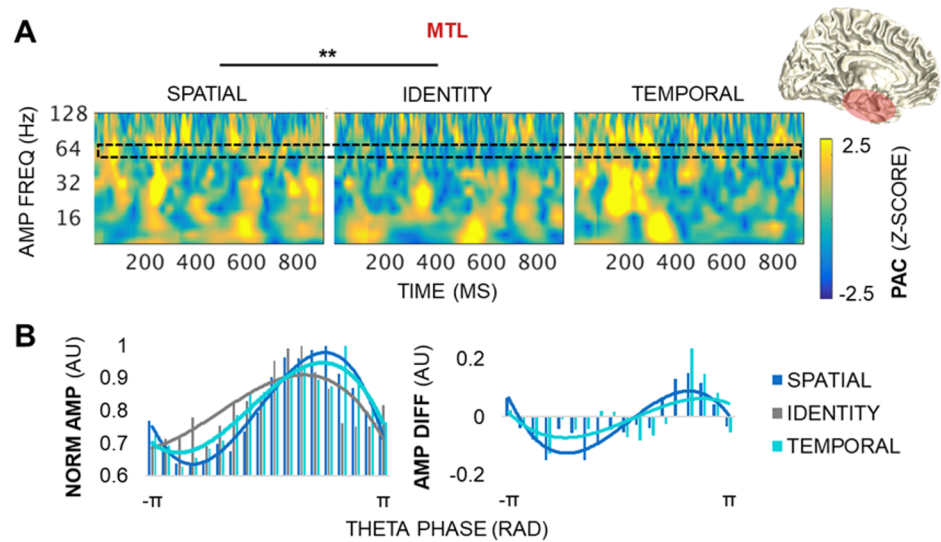 A
MTL
**
SPATIAL IDENTITY TEMPORAL
AMP FREQ (Hz)
128
64
32
16
200 400 600 800 200 400 600 800 200 400 600 800
TIME (MS)
2.5
-2.5
PAC (Z-SCORE)
B
NORM AMP (AU)
1
0.9
0.8
0.7
0.6
-π π
AMP DIFF (AU)
0.2
0
-0.2
-π π
THETA PHASE (RAD)
SPATIAL
IDENTITY
TEMPORAL